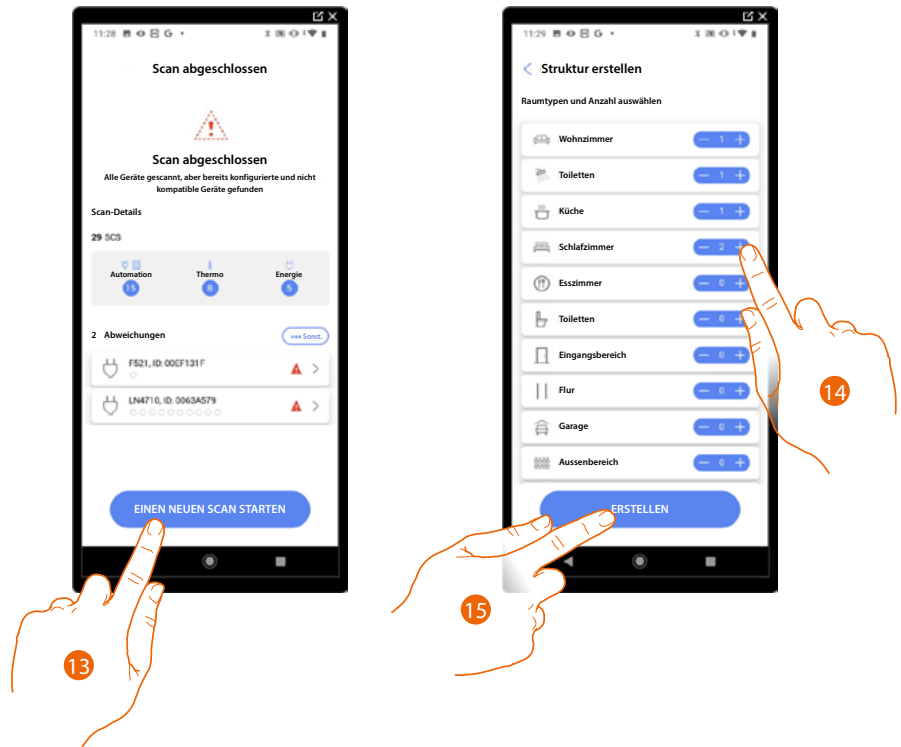 11:28 G
Scan abgeschlossen
Scan abgeschlossen
Alle Geräte gescannt, aber bereits konfigurierte und nicht
kompatible Geräte gefunden
Scan-Details
29 SCS
Automation Thermo Energie
15 8 5
2 Abweichungen *** Sonst.
F521, ID: 00EF131F
LN4710, ID: 0063A579
EINEN NEUEN SCAN STARTEN
13
11:29 G
Struktur erstellen
Raumtypen und Anzahl auswählen
Wohnzimmer 1
Toiletten 1
Küche 1
Schlafzimmer 2
Esszimmer 0
Toiletten 0
Eingangsbereich 0
Flur 0
Garage 0
Aussenbereich 0
ERSTELLEN
14
15